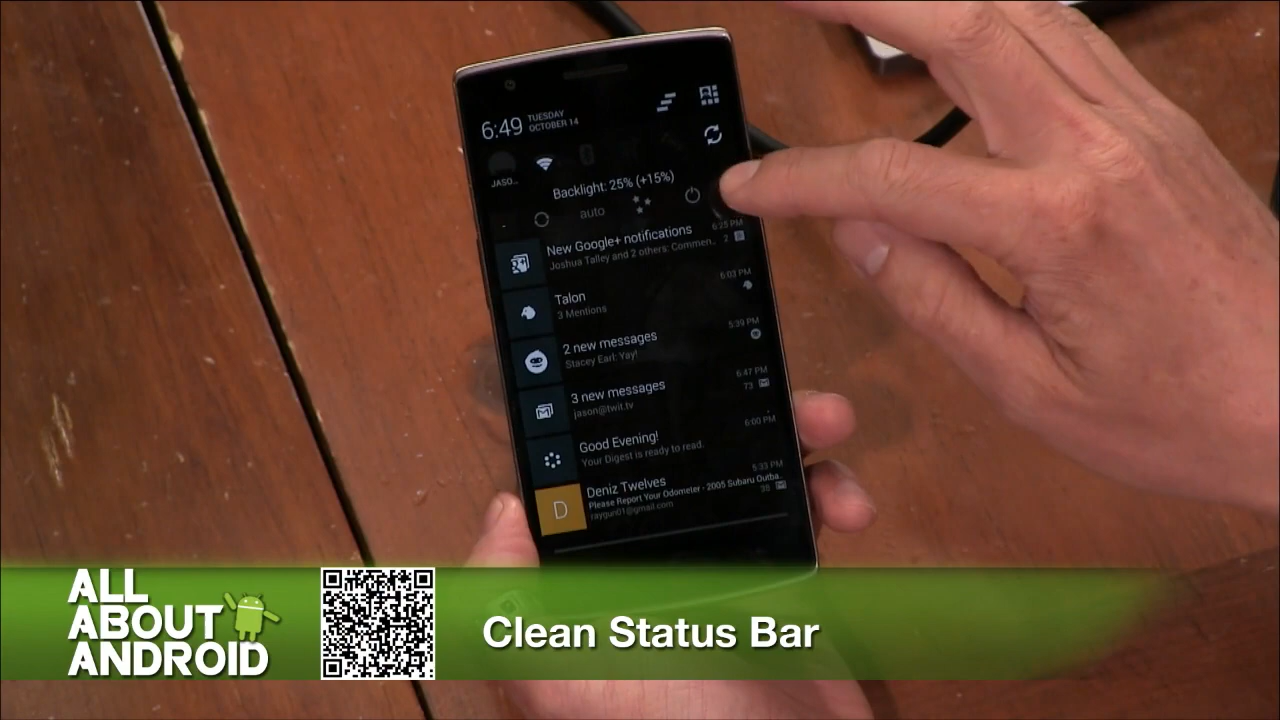 6:49
TUESDAY
OCTOBER 14
JASO...
Backlight: 25% (+15%)
auto
New Google+ notifications
6:25 PM
Joshua Talley and 2 others: Commen..
2
Talon
6:03 PM
3 Mentions
2 new messages
5:39 PM
Stacey Earl: Yay!
3 new messages
6:47 PM
jason@twit.tv
73
Good Evening!
6:00 PM
Your Digest is ready to read.
D
Deniz Twelves
5:33 PM
Please Report Your Odometer - 2005 Subaru Outba..
raygun01@gmail.com
ALL
ABOUT
ANDROID
Clean Status Bar